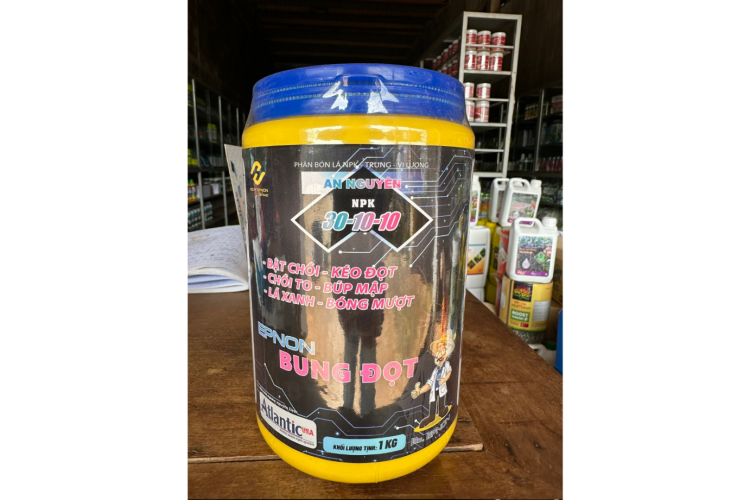 PHÂN BÓN LÁ NPK - TRUNG - VI LƯỢNG
AN NGUYÊN
NPK
30-10-10
- BẬT CHỒI - KÉO ĐỌT
- CHỒI TO - BÚP MẬP
- LÁ XANH - BÓNG MƯỢT
EPNON
BUNG ĐỌT
Atlantic USA
KHỐI LƯỢNG TỊNH: 1 KG